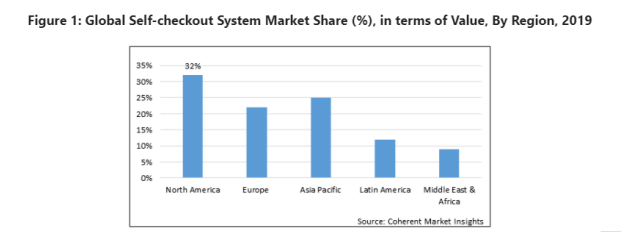 Figure 1: Global Self-checkout System Market Share (%), in terms of Value, By Region, 2019
35%
32%
30%
25%
20%
15%
10%
5%
0%
North America Europe Asia Pacific Latin America Middle East &
Africa
Source: Coherent Market Insights